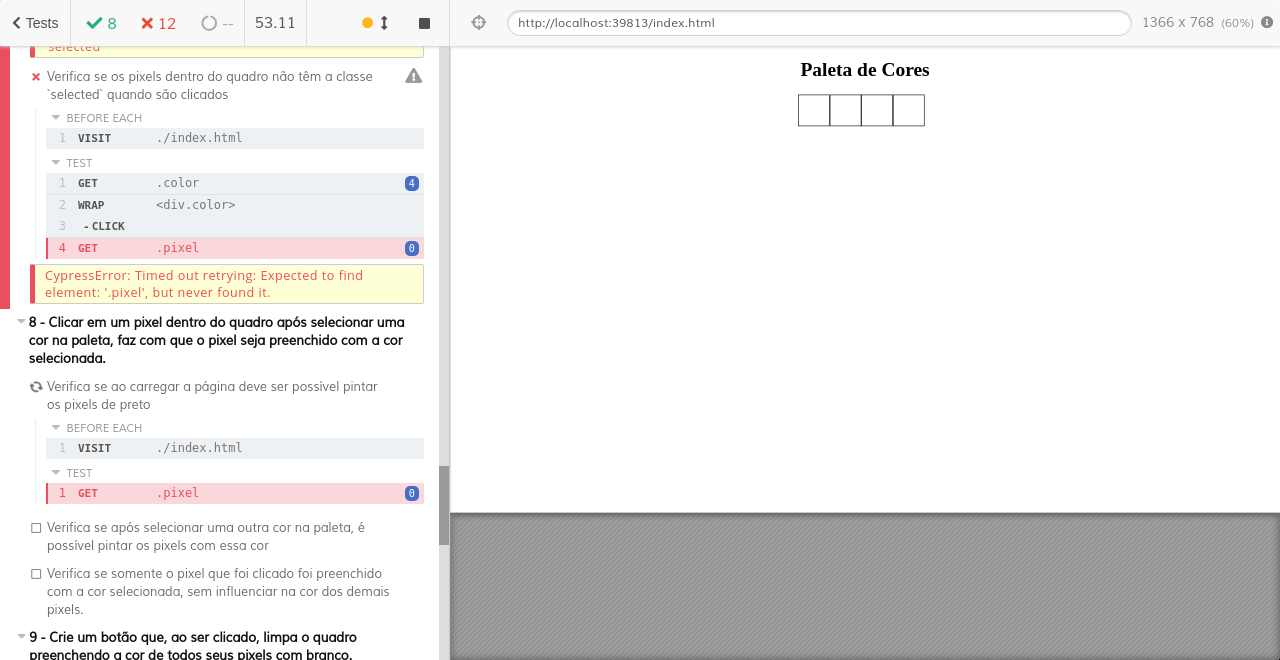 Tests
8
12
--
53.11
http://localhost:39813/index.html
1366 x 768 (60%)
selected
Verifica se os pixels dentro do quadro não têm a classe
`selected` quando são clicados
BEFORE EACH
1 VISIT ./index.html
TEST
1 GET .color 4
2 WRAP <div.color>
3 - CLICK
4 GET .pixel 0
CypressError: Timed out retrying: Expected to find
element: '.pixel', but never found it.
8 - Clicar em um pixel dentro do quadro após selecionar uma
cor na paleta, faz com que o pixel seja preenchido com a cor
selecionada.
Verifica se ao carregar a página deve ser possível pintar
os pixels de preto
BEFORE EACH
1 VISIT ./index.html
TEST
1 GET .pixel 0
Verifica se após selecionar uma outra cor na paleta, é
possível pintar os pixels com essa cor
Verifica se somente o pixel que foi clicado foi preenchido
com a cor selecionada, sem influenciar na cor dos demais
pixels.
9 - Crie um botão que, ao ser clicado, limpa o quadro
preenchendo a cor de todos seus pixels com branco.
Paleta de Cores